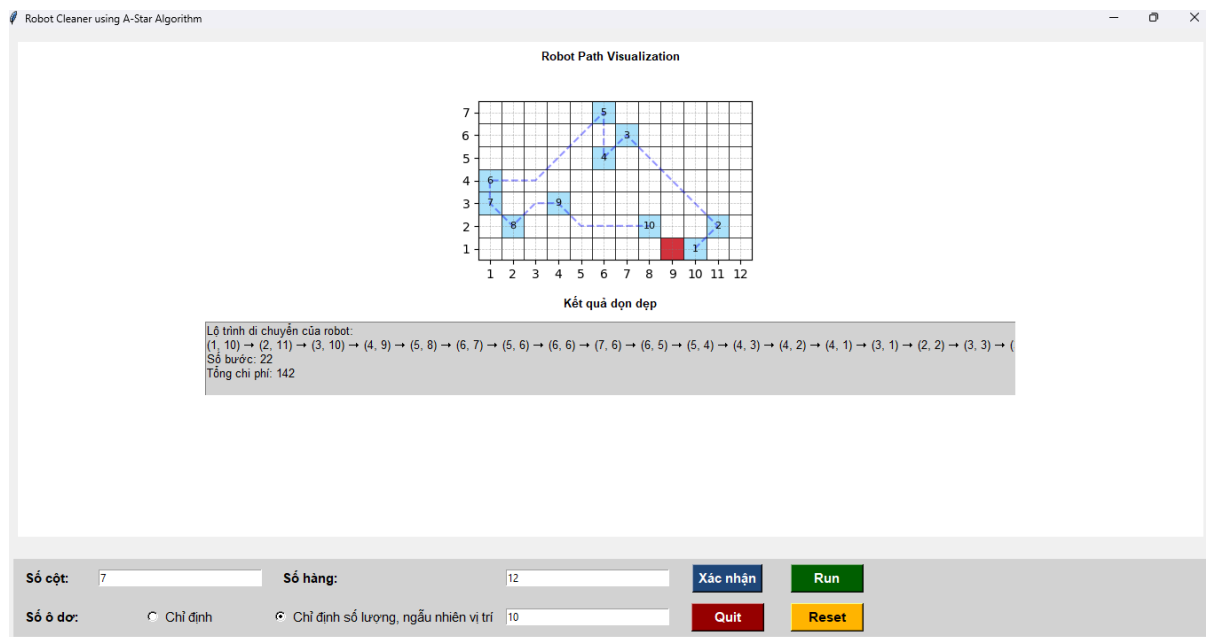 Robot Cleaner using A-Star Algorithm
Robot Path Visualization
7 5
6 3
5 4
4 6
3 7 9
2 8 10 2
1 1
1 2 3 4 5 6 7 8 9 10 11 12
Kết quả dọn dẹp
Lộ trình di chuyển của robot:
(1, 10) → (2, 11) → (3, 10) → (4, 9) → (5, 8) → (6, 7) → (5, 6) → (6, 6) → (7, 6) → (6, 5) → (5, 4) → (4, 3) → (4, 2) → (4, 1) → (3, 1) → (2, 2) → (3, 3) → (
Số bước: 22
Tổng chi phí: 142
Số cột: 7 Số hàng: 12 Xác nhận Run
Số ô dơ: Chỉ định Chỉ định số lượng, ngẫu nhiên vị trí 10 Quit Reset